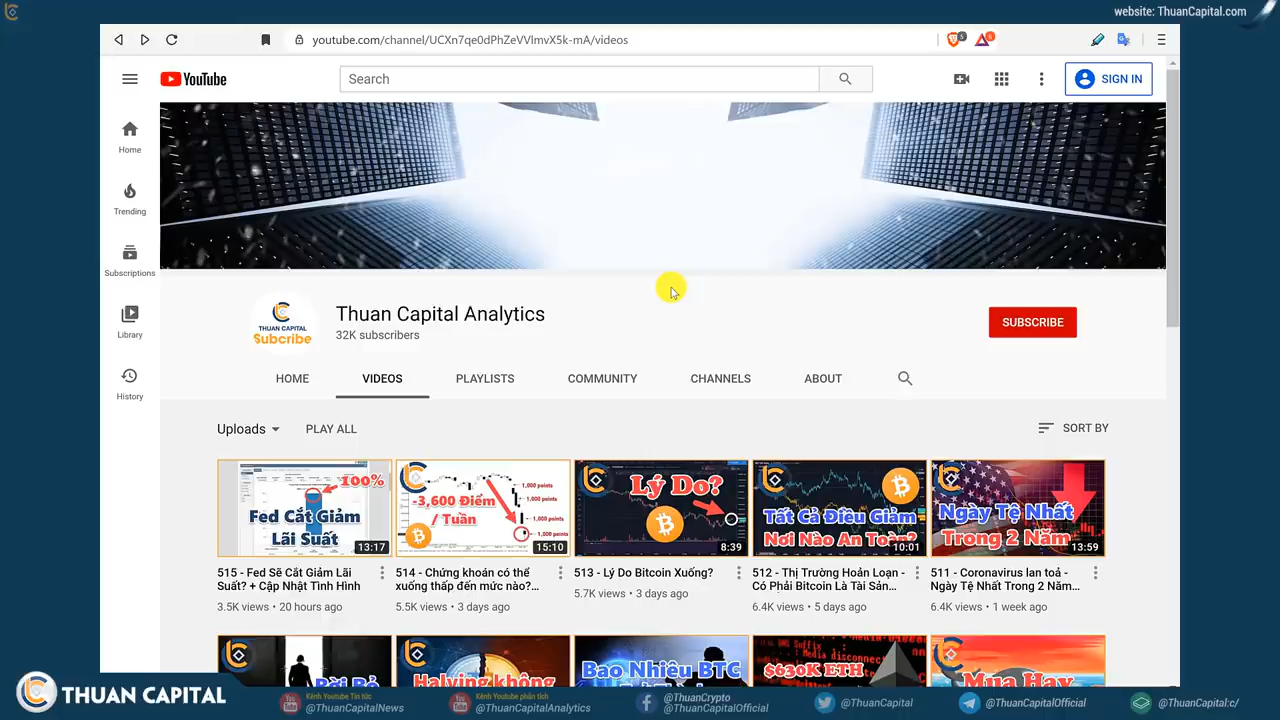 website: ThuanCapital.com
youtube.com/channel/UCXn7qe0dPhZeVVlmvX5k-mA/videos
5
6
YouTube
Search
SIGN IN
Home
Trending
Subscriptions
Library
History
THUAN CAPITAL
Subcribe
Thuan Capital Analytics
32K subscribers
SUBSCRIBE
HOME
VIDEOS
PLAYLISTS
COMMUNITY
CHANNELS
ABOUT
Uploads
PLAY ALL
SORT BY
100%
Fed Cắt Giảm
Lãi Suất
13:17
515 - Fed Sẽ Cắt Giảm Lãi
Suất? + Cập Nhật Tình Hình
3.5K views • 20 hours ago
-3,600 Điểm
/ Tuần
1,000 points
1,000 points
1,000 points
15:10
514 - Chứng khoán có thể
xuống thấp đến mức nào?...
5.5K views • 3 days ago
Lý Do?
8:39
513 - Lý Do Bitcoin Xuống?
5.7K views • 3 days ago
Tất Cả Điều Giảm
Nơi Nào An Toàn?
10:01
512 - Thị Trường Hoản Loạn -
Có Phải Bitcoin Là Tài Sản...
6.4K views • 5 days ago
Ngày Tệ Nhất
Trong 2 Năm
13:59
511 - Coronavirus lan toả -
Ngày Tệ Nhất Trong 2 Năm...
6.4K views • 1 week ago
Halving không
Bao Nhiêu BTC
$630K ETH
Mua Hay
THUAN CAPITAL
Kênh Youtube Tin tức
@ThuanCapitalNews
Kênh Youtube phân tích
@ThuanCapitalAnalytics
@ThuanCrypto
@ThuanCapitalOfficial
@ThuanCapital
@ThuanCapitalOfficial
@ThuanCapital:c/